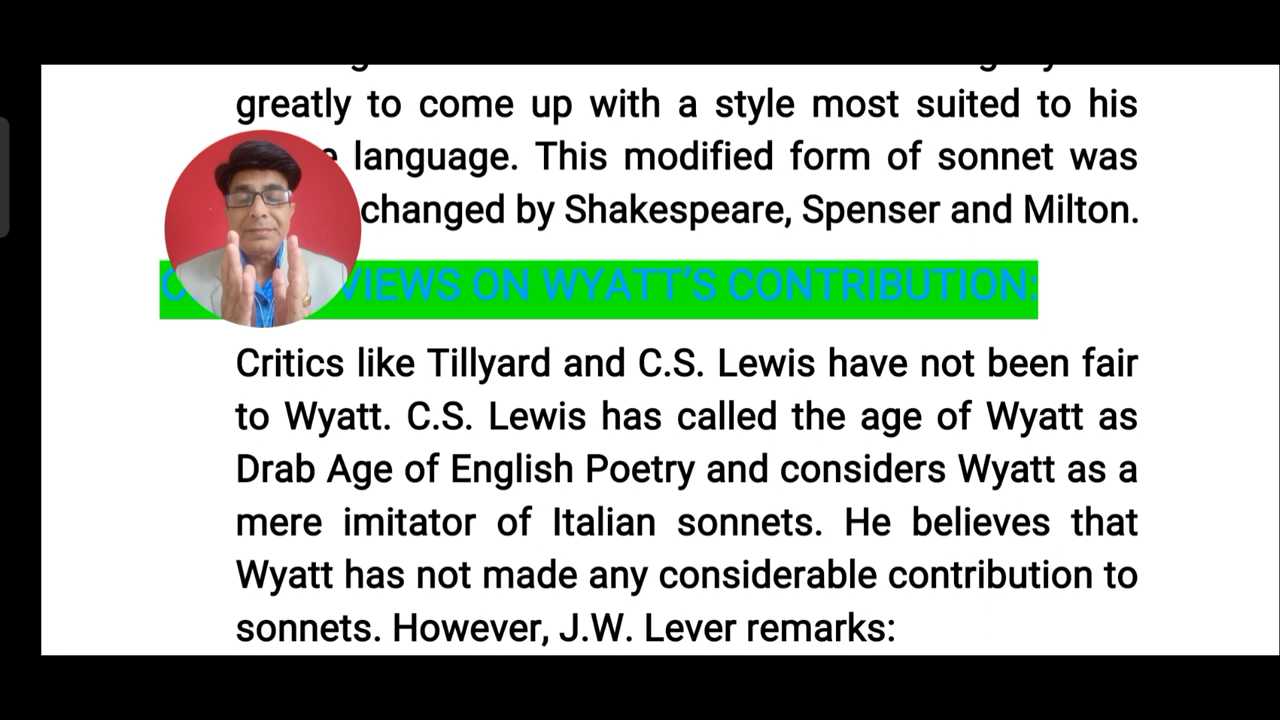 greatly to come up with a style most suited to his
language. This modified form of sonnet was
changed by Shakespeare, Spenser and Milton.
VIEWS ON WYATT'S CONTRIBUTION:
Critics like Tillyard and C.S. Lewis have not been fair
to Wyatt. C.S. Lewis has called the age of Wyatt as
Drab Age of English Poetry and considers Wyatt as a
mere imitator of Italian sonnets. He believes that
Wyatt has not made any considerable contribution to
sonnets. However, J.W. Lever remarks: